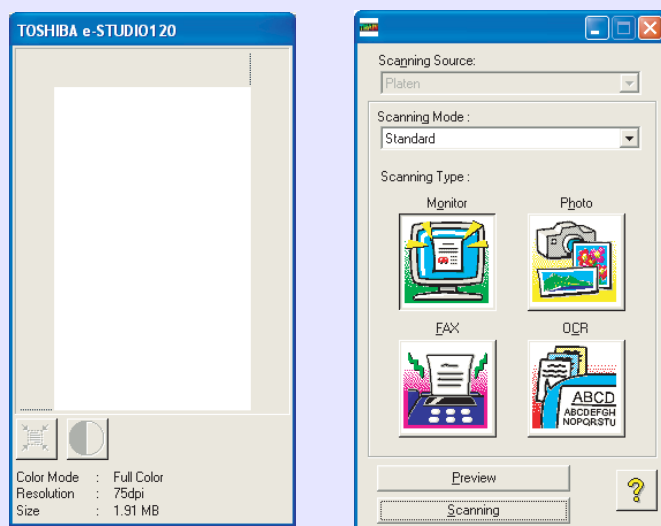 TOSHIBA e-STUDIO120
Color Mode : Full Color
Resolution : 75dpi
Size : 1.91 MB
Scanning Source:
Platen
Scanning Mode :
Standard
Scanning Type :
Monitor Photo
FAX OCR
ABCD
ABCDEFGH
NOPQRSTU
Preview
Scanning